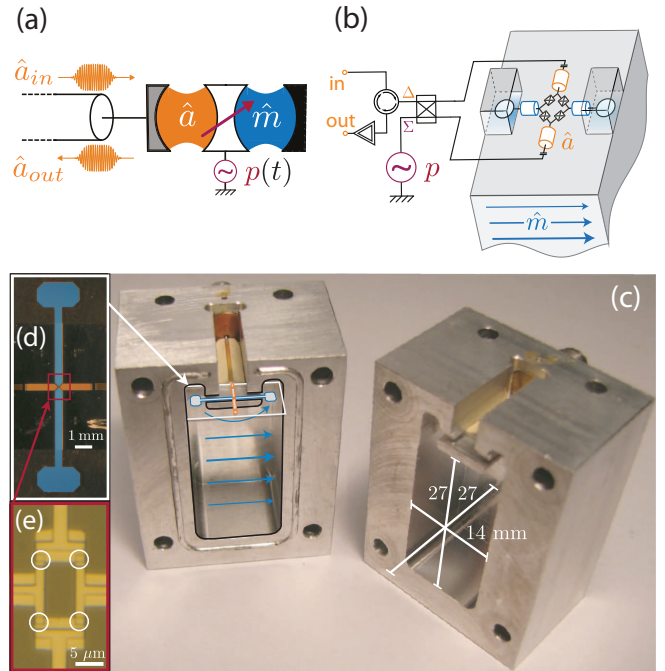 (a)
â_in
â
m̂
p(t)
â_out
(b)
in
out
Δ
Σ
p
â
m̂
(c)
(d)
1 mm
(e)
5 μm
27
27
14 mm